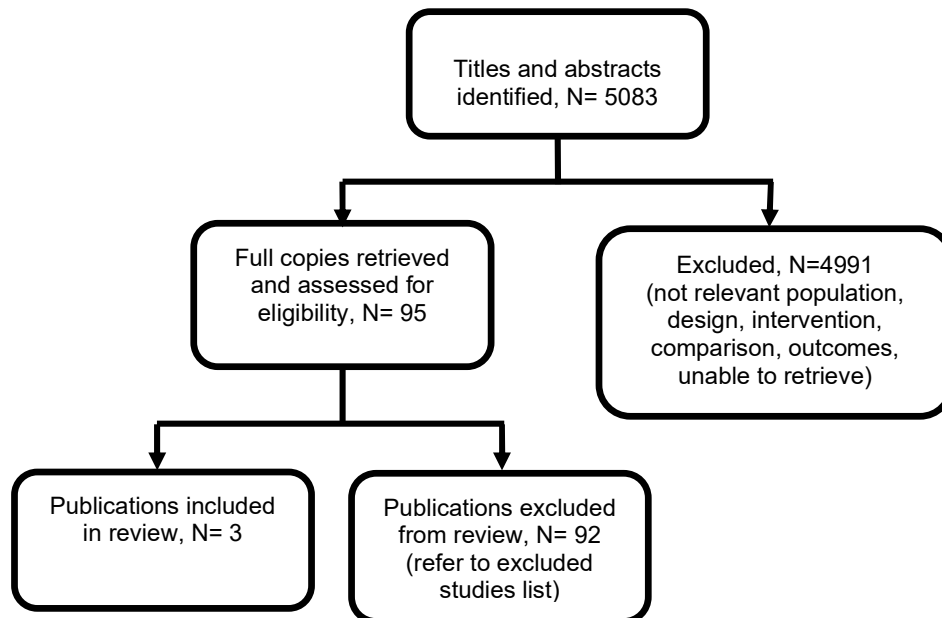 Titles and abstracts
identified, N= 5083
Full copies retrieved
and assessed for
eligibility, N= 95
Excluded, N=4991
(not relevant population,
design, intervention,
comparison, outcomes,
unable to retrieve)
Publications included
in review, N= 3
Publications excluded
from review, N= 92
(refer to excluded
studies list)